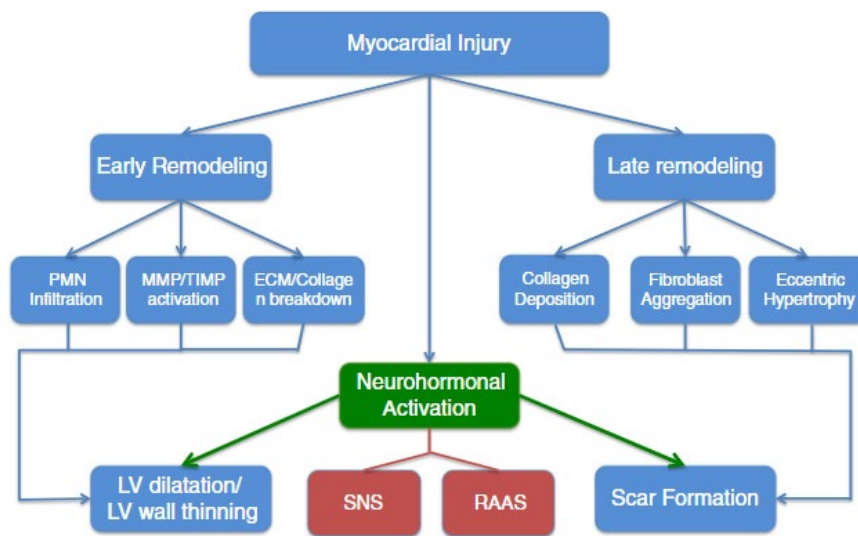 Myocardial Injury
Early Remodeling
Late remodeling
PMN
Infiltration
MMP/TIMP
activation
ECM/Collage
n breakdown
Collagen
Deposition
Fibroblast
Aggregation
Eccentric
Hypertrophy
Neurohormonal
Activation
LV dilatation/
LV wall thinning
SNS
RAAS
Scar Formation